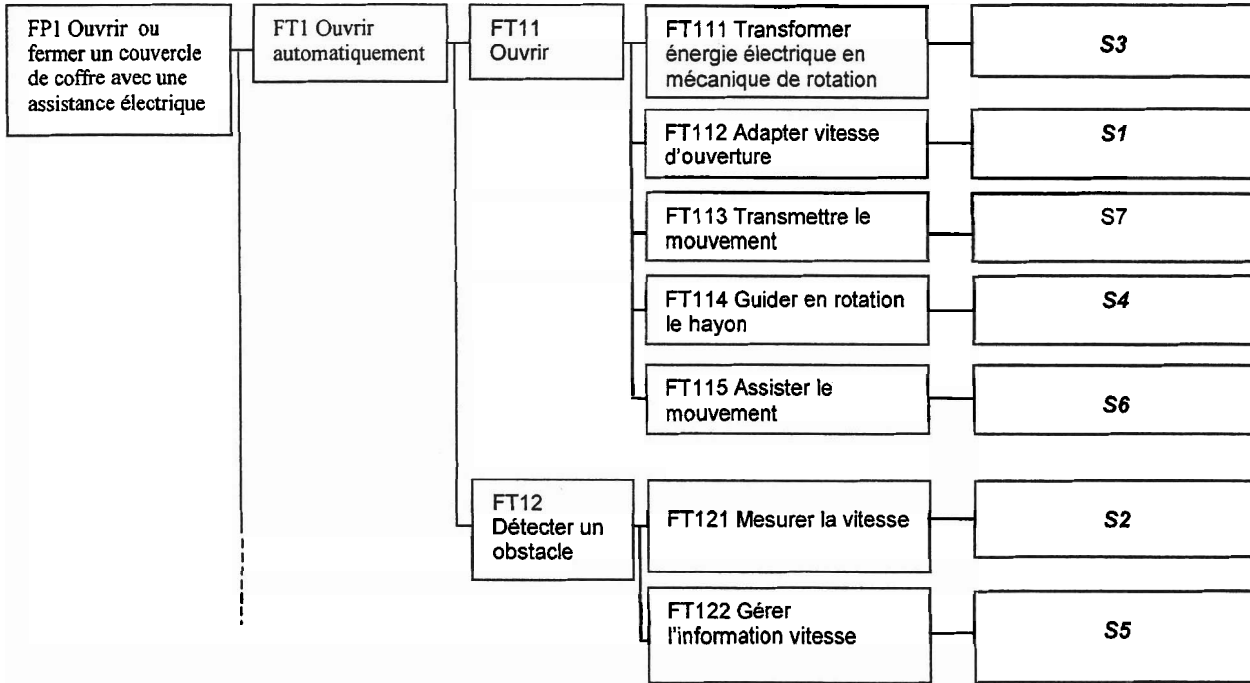 FP1 Ouvrir ou
fermer un couvercle
de coffre avec une
assistance électrique
FT1 Ouvrir
automatiquement
FT11
Ouvrir
FT111 Transformer
énergie électrique en
mécanique de rotation
S3
FT112 Adapter vitesse
d'ouverture
S1
FT113 Transmettre le
mouvement
S7
FT114 Guider en rotation
le hayon
S4
FT115 Assister le
mouvement
S6
FT12
Détecter un
obstacle
FT121 Mesurer la vitesse
S2
FT122 Gérer
l'information vitesse
S5